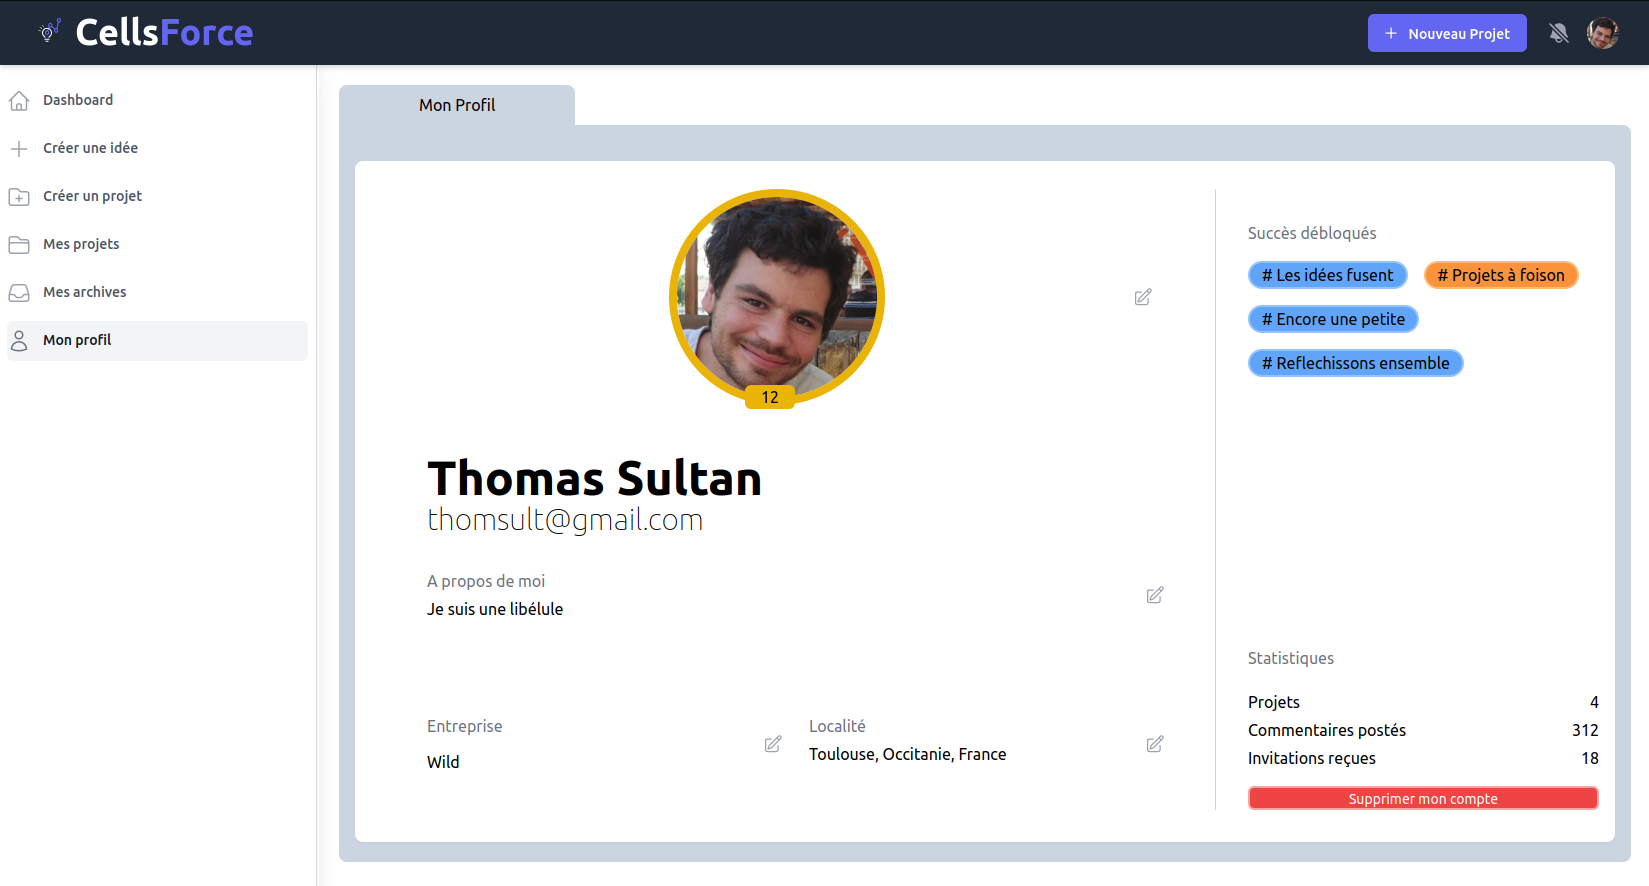 CellsForce
Nouveau Projet
Dashboard
Créer une idée
Créer un projet
Mes projets
Mes archives
Mon profil
Mon Profil
12
Thomas Sultan
thomsult@gmail.com
A propos de moi
Je suis une libélule
Entreprise
Wild
Localité
Toulouse, Occitanie, France
Succès débloqués
# Les idées fusent # Projets à foison
# Encore une petite
# Reflechissons ensemble
Statistiques
Projets 4
Commentaires postés 312
Invitations reçues 18
Supprimer mon compte